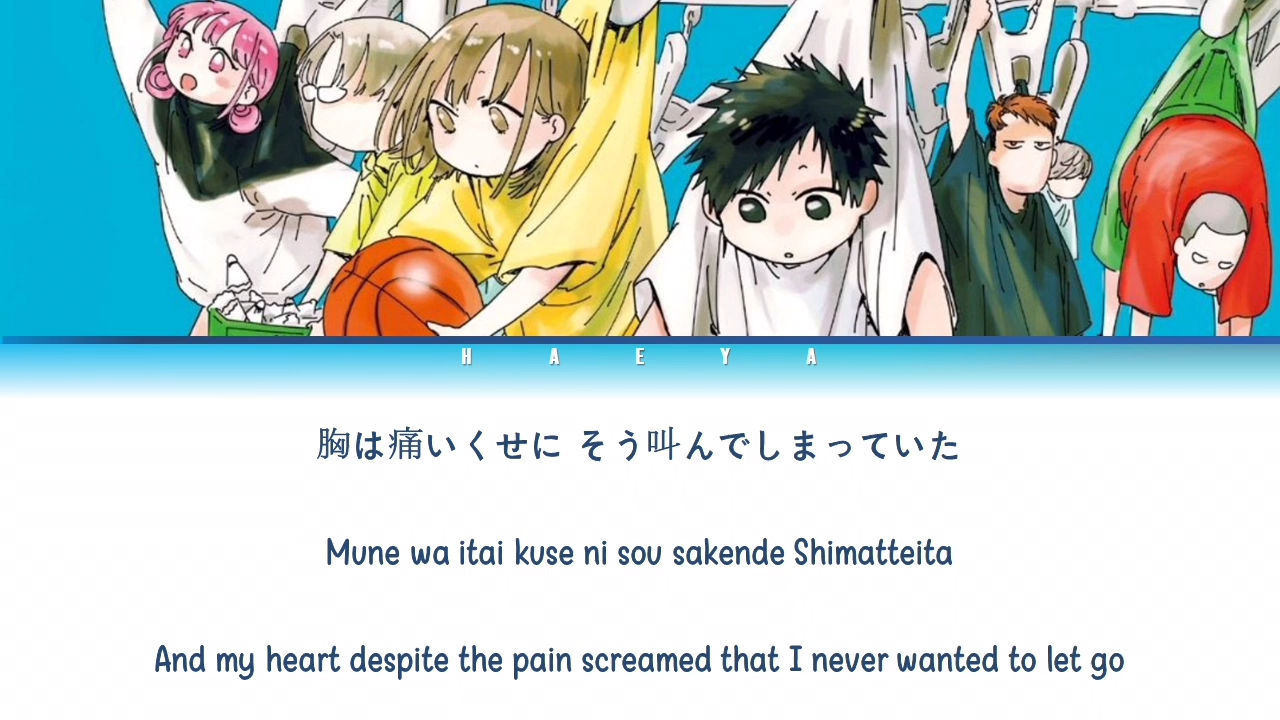 HAEYA
胸は痛いくせに そう叫んでしまっていた
Mune wa itai kuse ni sou sakende Shimatteita
And my heart despite the pain screamed that I never wanted to let go